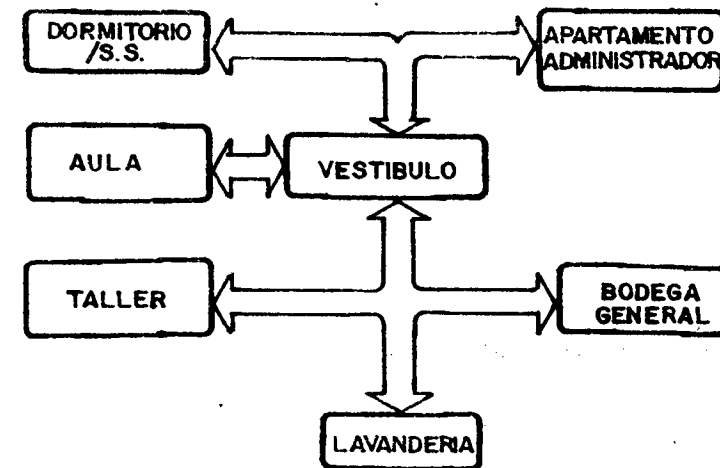 DORMITORIO
/S.S.
APARTAMENTO
ADMINISTRADOR
AULA
VESTIBULO
TALLER
BODEGA
GENERAL
LAVANDERIA